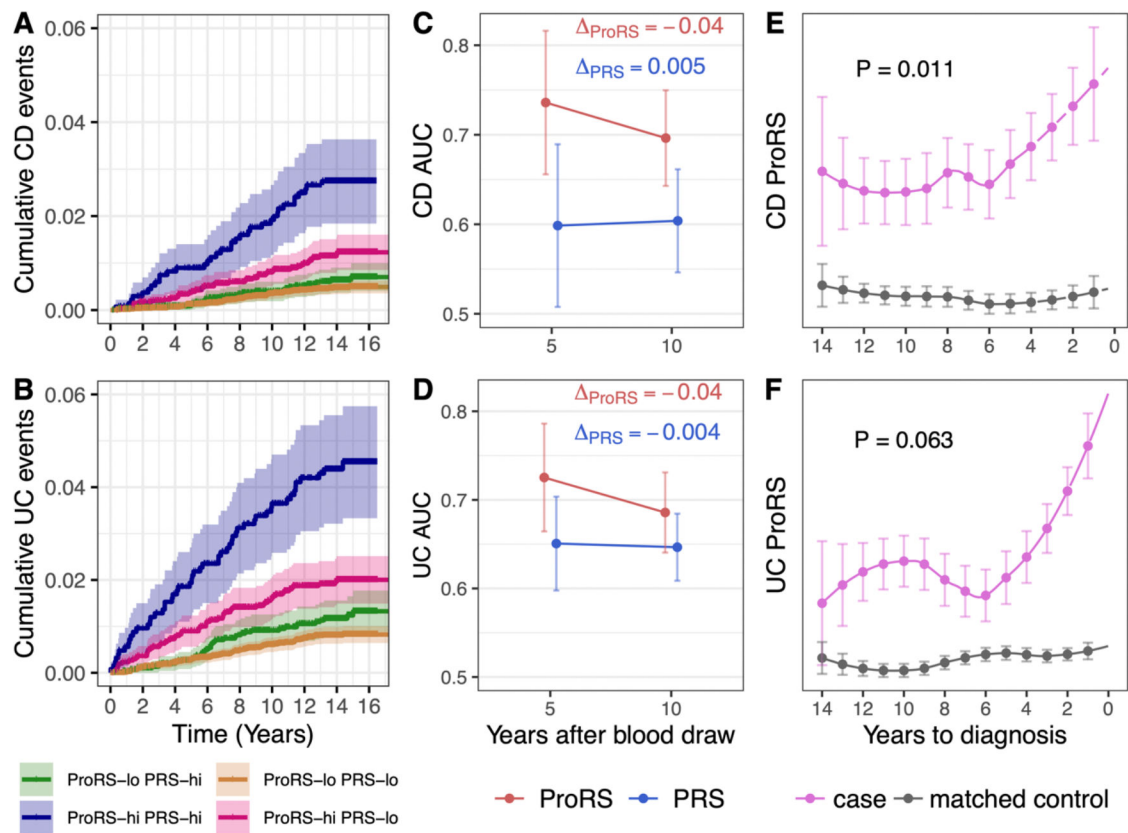 A
Cumulative CD events
0.06
0.04
0.02
0.00
0 2 4 6 8 10 12 14 16
B
Cumulative UC events
0.06
0.04
0.02
0.00
0 2 4 6 8 10 12 14 16
Time (Years)
ProRS-lo PRS-hi
ProRS-lo PRS-lo
ProRS-hi PRS-hi
ProRS-hi PRS-lo
C
CD AUC
ΔProRS = −0.04
ΔPRS = 0.005
0.8
0.7
0.6
0.5
5 10
D
UC AUC
ΔProRS = −0.04
ΔPRS = −0.004
0.8
0.7
0.6
0.5
5 10
Years after blood draw
ProRS PRS
E
CD ProRS
P = 0.011
14 12 10 8 6 4 2 0
F
UC ProRS
P = 0.063
14 12 10 8 6 4 2 0
Years to diagnosis
case matched control